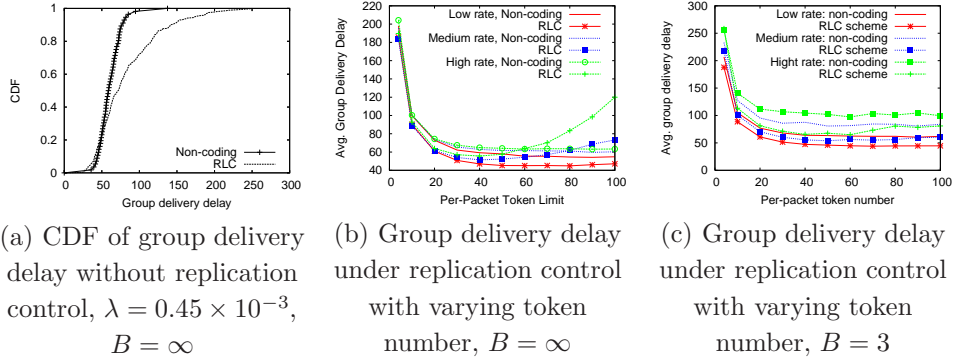 1
0.8
0.6
0.4
0.2
0
CDF
Non-coding
RLC
0 50 100 150 200 250 300
Group delivery delay
220
200
180
160
140
120
100
80
60
40
Avg. Group Delivery Delay
Low rate, Non-coding
RLC
Medium rate, Non-coding
RLC
High rate, Non-coding
RLC
0 20 40 60 80 100
Per-Packet Token Limit
300
250
200
150
100
50
0
Avg. group delivery delay
Low rate: non-coding
RLC scheme
Medium rate: non-coding
RLC scheme
Hight rate: non-coding
RLC scheme
0 20 40 60 80 100
Per-packet token number
(a) CDF of group delivery
delay without replication
control, λ = 0.45 × 10⁻³,
B = ∞
(b) Group delivery delay
under replication control
with varying token
number, B = ∞
(c) Group delivery delay
under replication control
with varying token
number, B = 3